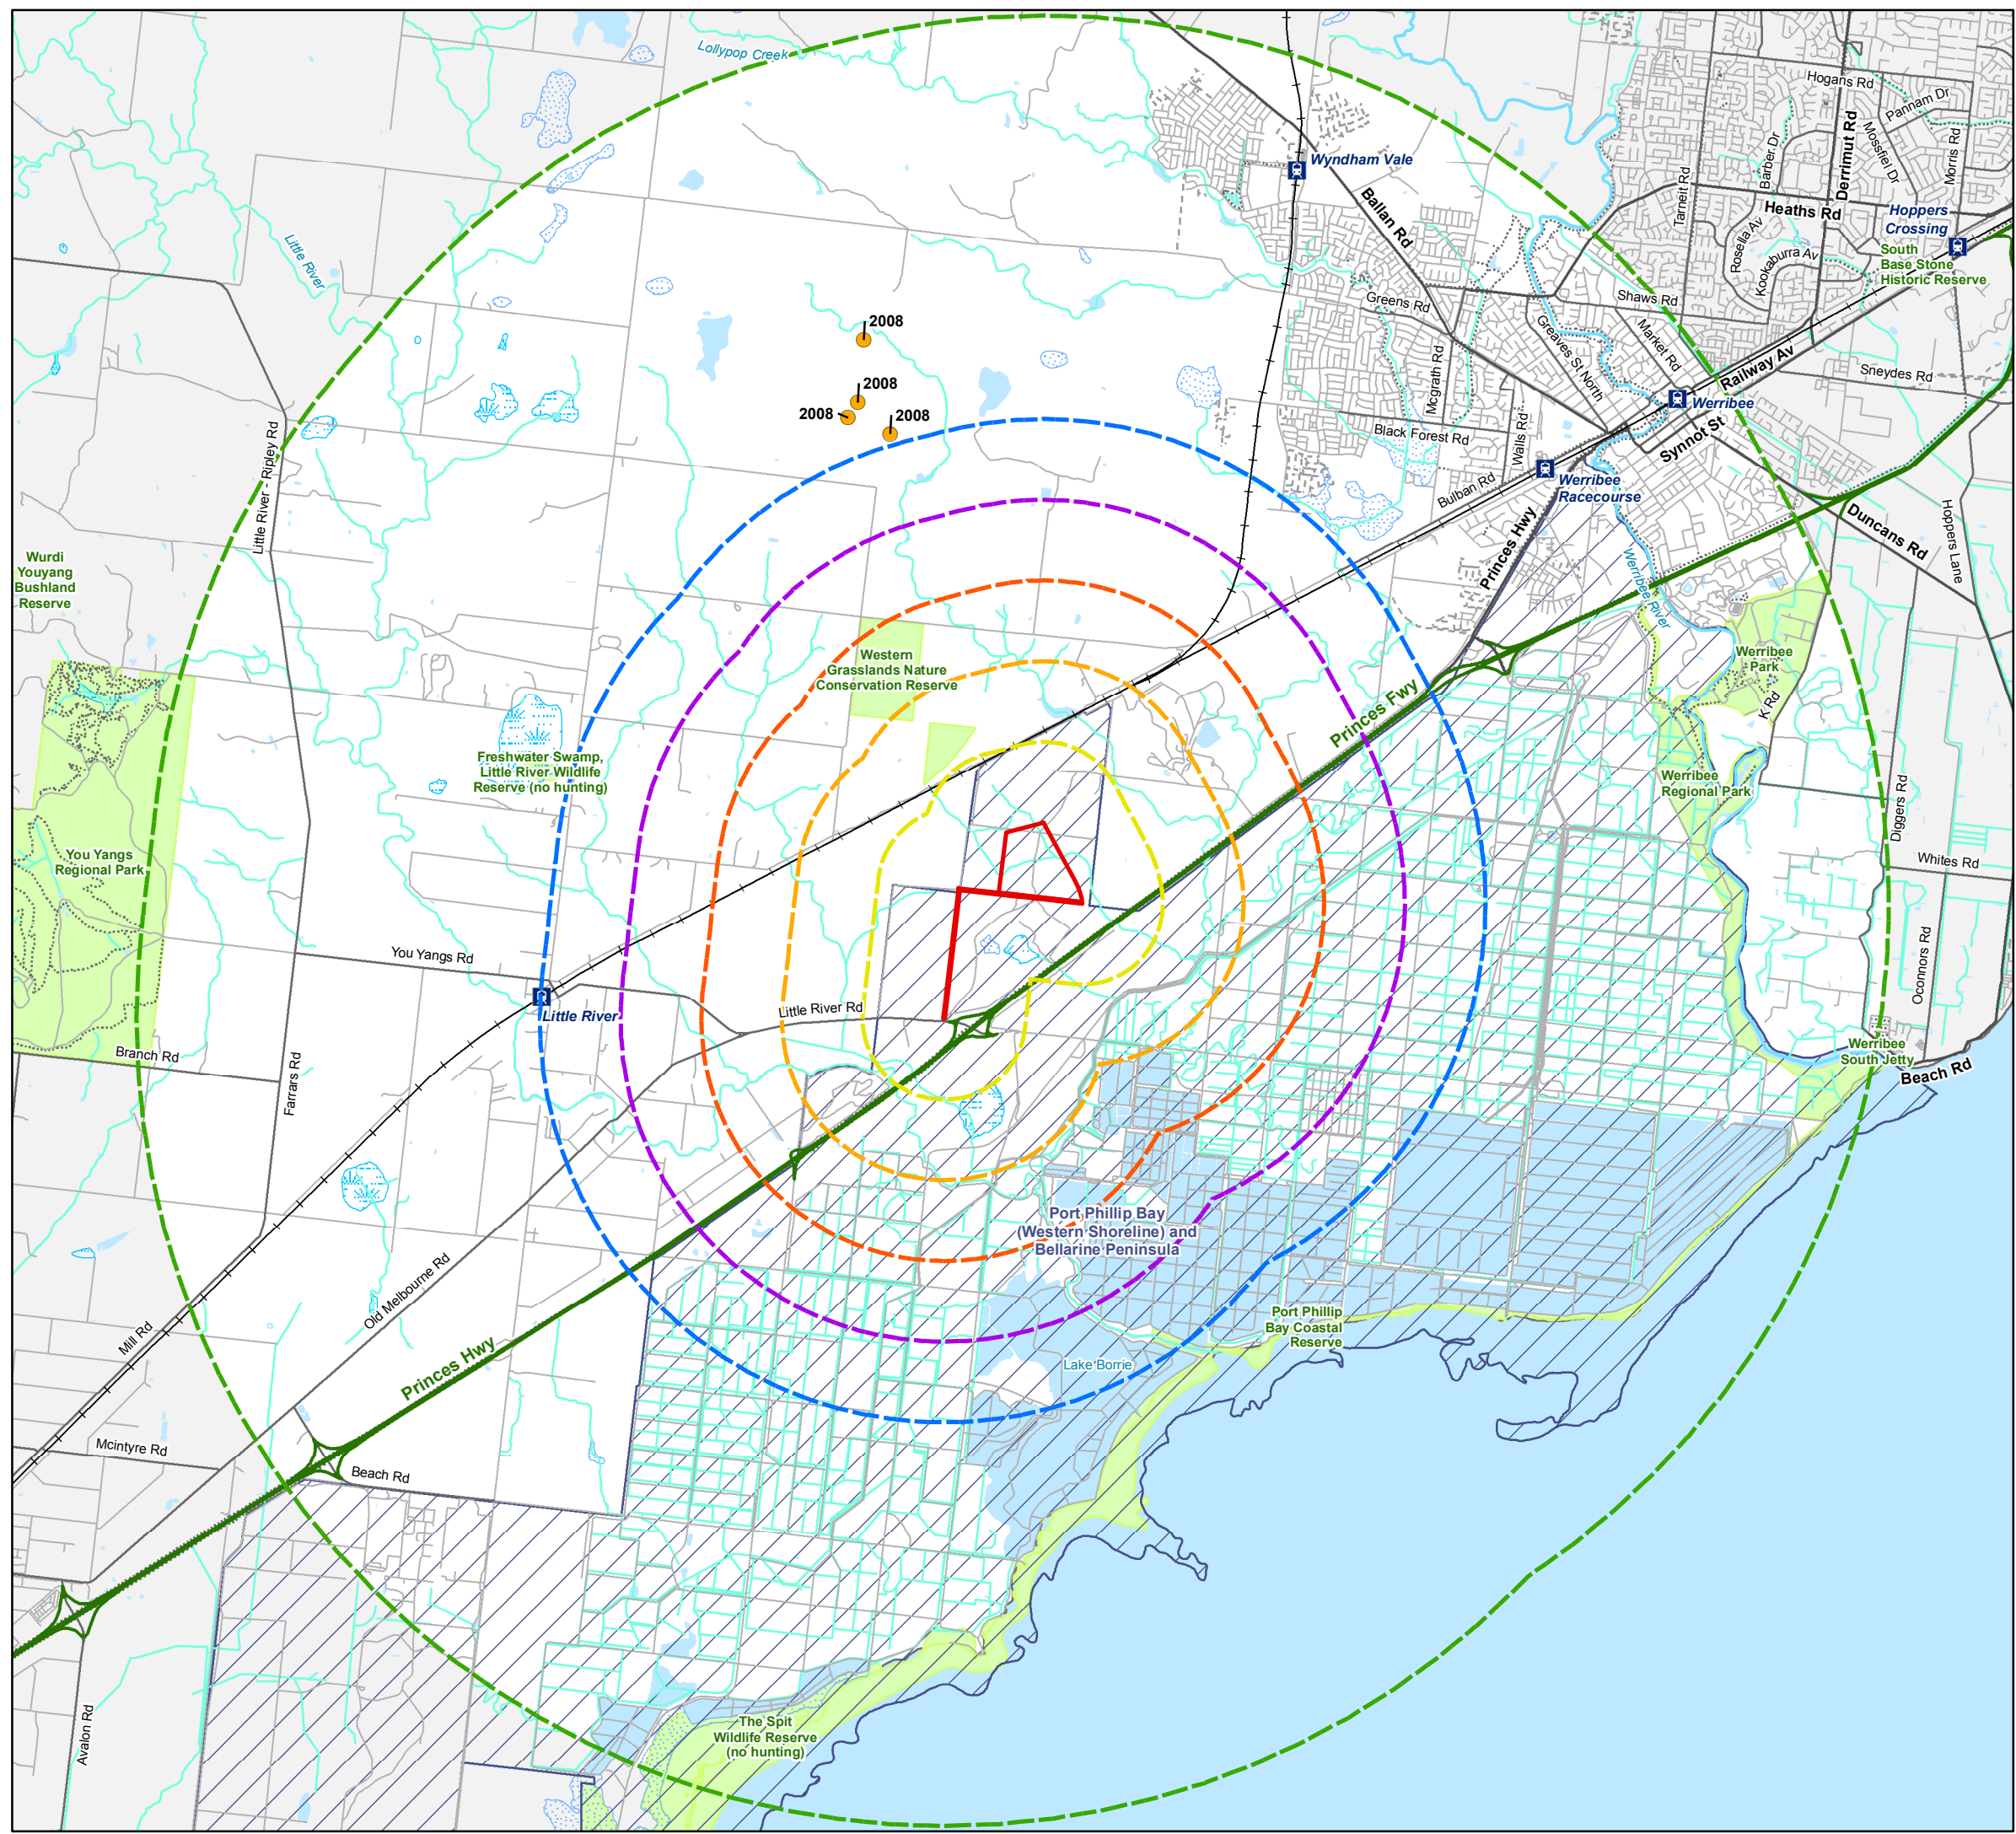 Lollypop Creek
Hogans Rd
Pannam Dr
Derrimut Rd
Mossfiel Dr
Morris Rd
Barber Dr
Tarneit Rd
Wyndham Vale
Ballan Rd
Heaths Rd
Hoppers
Crossing
Rosella Av
Kookaburra Av
South
Base Stone
Historic Reserve
Little River
Greens Rd
Shaws Rd
Market Rd
Greaves St North
Railway Av
Sneydes Rd
2008
2008
2008
2008
Mcgrath Rd
Werribee
Synnot St
Black Forest Rd
Walls Rd
Little River - Ripley Rd
Bulban Rd
Werribee
Racecourse
Princes Hwy
Duncans Rd
Hoppers Lane
Werribee River
Wurdi
Youyang
Bushland
Reserve
Western
Grasslands Nature
Conservation Reserve
Werribee
Park
K Rd
Princes Fwy
Freshwater Swamp,
Little River Wildlife
Reserve (no hunting)
Werribee
Regional Park
Diggers Rd
You Yangs
Regional Park
Whites Rd
You Yangs Rd
Oconnors Rd
Little River
Little River Rd
Branch Rd
Farrars Rd
Werribee
South Jetty
Beach Rd
Port Phillip Bay
(Western Shoreline) and
Bellarine Peninsula
Old Melbourne Rd
Mill Rd
Port Phillip
Bay Coastal
Reserve
Lake Borrie
Princes Hwy
Mcintyre Rd
Beach Rd
Avalon Rd
The Spit
Wildlife Reserve
(no hunting)